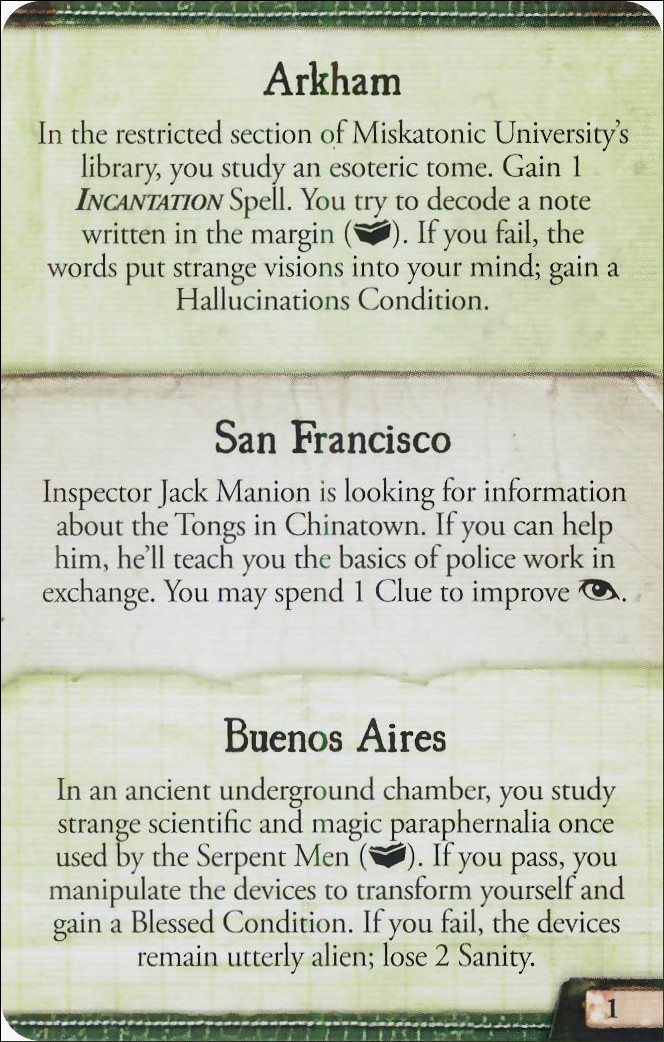 Arkham
In the restricted section of Miskatonic University's
library, you study an esoteric tome. Gain 1
INCANTATION Spell. You try to decode a note
written in the margin ( ). If you fail, the
words put strange visions into your mind; gain a
Hallucinations Condition.
San Francisco
Inspector Jack Manion is looking for information
about the Tongs in Chinatown. If you can help
him, he'll teach you the basics of police work in
exchange. You may spend 1 Clue to improve .
Buenos Aires
In an ancient underground chamber, you study
strange scientific and magic paraphernalia once
used by the Serpent Men ( ). If you pass, you
manipulate the devices to transform yourself and
gain a Blessed Condition. If you fail, the devices
remain utterly alien; lose 2 Sanity.
1